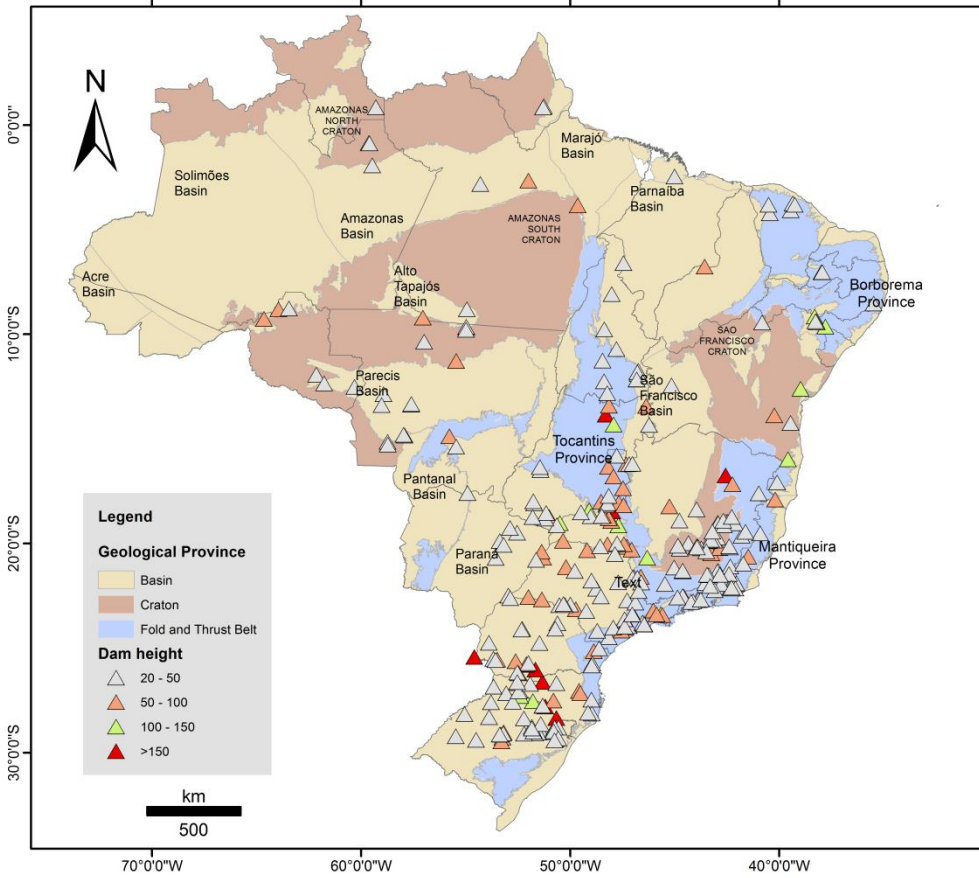 N
0°0'0"
10°0'0"S
20°0'0"S
30°0'0"S
AMAZONAS
NORTH
CRATON
Marajó
Basin
Solimões
Basin
Parnaíba
Basin
Amazonas
Basin
AMAZONAS
SOUTH
CRATON
Acre
Basin
Alto
Tapajós
Basin
Borborema
Province
SAO
FRANCISCO
CRATON
Parecis
Basin
São
Francisco
Basin
Tocantins
Province
Pantanal
Basin
Paraná
Basin
Mantiqueira
Province
Text
Legend
Geological Province
Basin
Craton
Fold and Thrust Belt
Dam height
20 - 50
50 - 100
100 - 150
>150
km
500
70°0'0"W
60°0'0"W
50°0'0"W
40°0'0"W